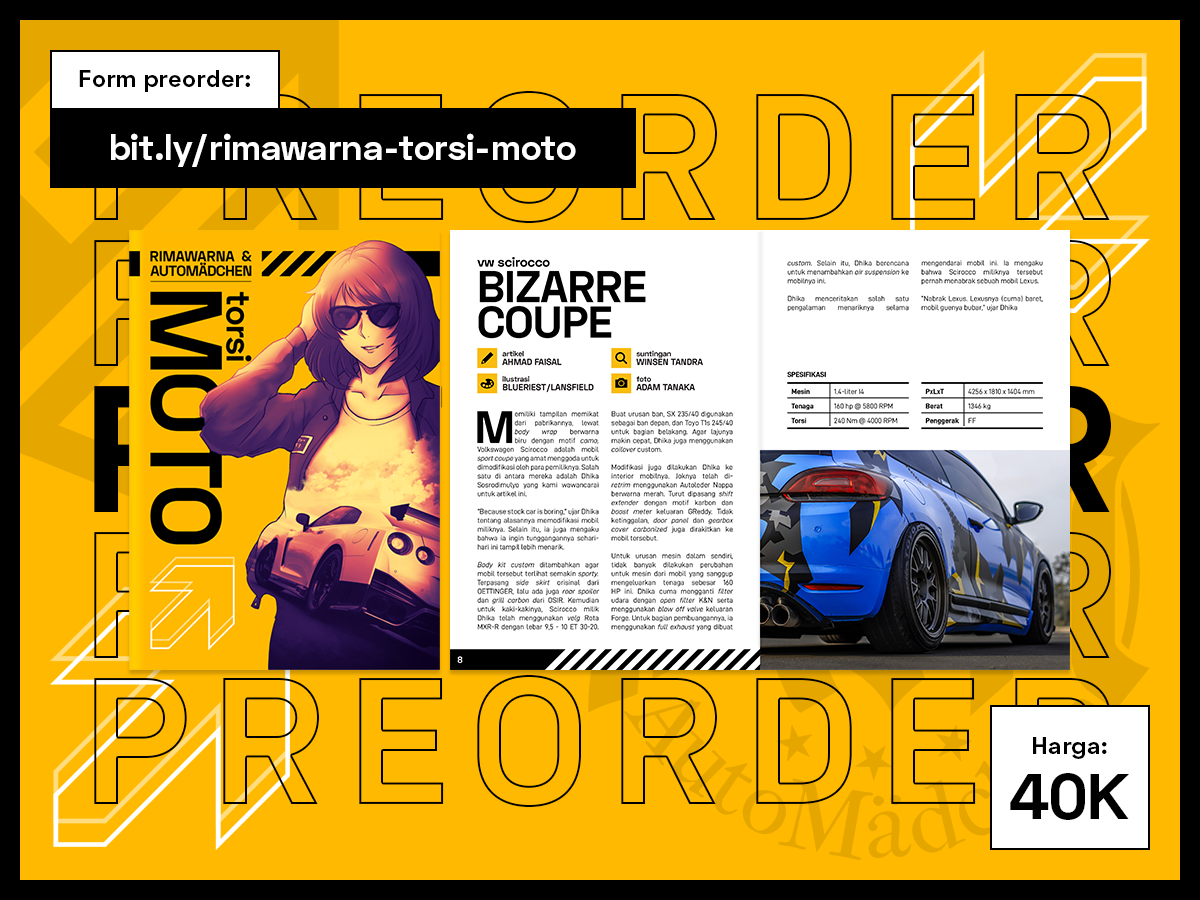 Form preorder:
bit.ly/rimawarna-torsi-moto
PREORDER
RIMAWARNA &
AUTOMÄDCHEN
torsi
MOTO
vw scirocco
BIZARRE
COUPE
artikel
AHMAD FAISAL
suntingan
WINSEN TANDRA
ilustrasi
BLUERIEST/LANSFIELD
foto
ADAM TANAKA
Memiliki tampilan memikat
dari pabrikannya, lewat
body wrap berwarna
biru dengan motif camo,
Volkswagen Scirocco adalah mobil
sport coupe yang amat menggoda untuk
dimodifikasi oleh para pemiliknya. Salah
satu di antara mereka adalah Dhika
Sosrodimulyo yang kami wawancarai
untuk artikel ini.
"Because stock car is boring," ujar Dhika
tentang alasannya memodifikasi mobil
miliknya. Selain itu, ia juga mengaku
bahwa ia ingin tunggangannya sehari-
hari ini tampil lebih menarik.
Body kit custom ditambahkan agar
mobil tersebut terlihat semakin sporty.
Terpasang side skirt orisinal dari
OETTINGER, lalu ada juga roor spoiler
dan grill carbon dari OSIR. Kemudian
untuk kaki-kakinya, Scirocco milik
Dhika telah menggunakan velg Rota
MXR-R dengan lebar 9,5 - 10 ET 30-20.
Buat urusan ban, SX 235/40 digunakan
sebagai ban depan, dan Toyo T1s 245/40
untuk bagian belakang. Agar lajunya
makin cepat, Dhika juga menggunakan
coilover custom.
Modifikasi juga dilakukan Dhika ke
interior mobilnya. Joknya telah di-
retrim menggunakan Autoleder Nappa
berwarna merah. Turut dipasang shift
extender dengan motif karbon dan
boost meter keluaran GReddy. Tidak
ketinggalan, door panel dan gearbox
cover carbonized juga dirakitkan ke
mobil tersebut.
Untuk urusan mesin dalam sendiri,
tidak banyak dilakukan perubahan
untuk mesin dari mobil yang sanggup
mengeluarkan tenaga sebesar 160
HP ini. Dhika cuma mengganti filter
udara dengan open filter K&N serta
menggunakan blow off valve keluaran
Forge. Untuk bagian pembuangannya, ia
menggunakan full exhaust yang dibuat
8
custom. Selain itu, Dhika berencana
untuk menambahkan air suspension ke
mobilnya ini.
Dhika menceritakan salah satu
pengalaman menariknya selama
mengendarai mobil ini. Ia mengaku
bahwa Scirocco miliknya tersebut
pernah menabrak sebuah mobil Lexus.
"Nabrak Lexus. Lexusnya (cuma) baret,
mobil guenya bubar," ujar Dhika
SPESIFIKASI
Mesin 1.4-liter I4
Tenaga 160 hp @ 5800 RPM
Torsi 240 Nm @ 4000 RPM
PxLxT 4256 x 1810 x 1404 mm
Berat 1346 kg
Penggerak FF
PREORDER
AutoMädc
Harga:
40K